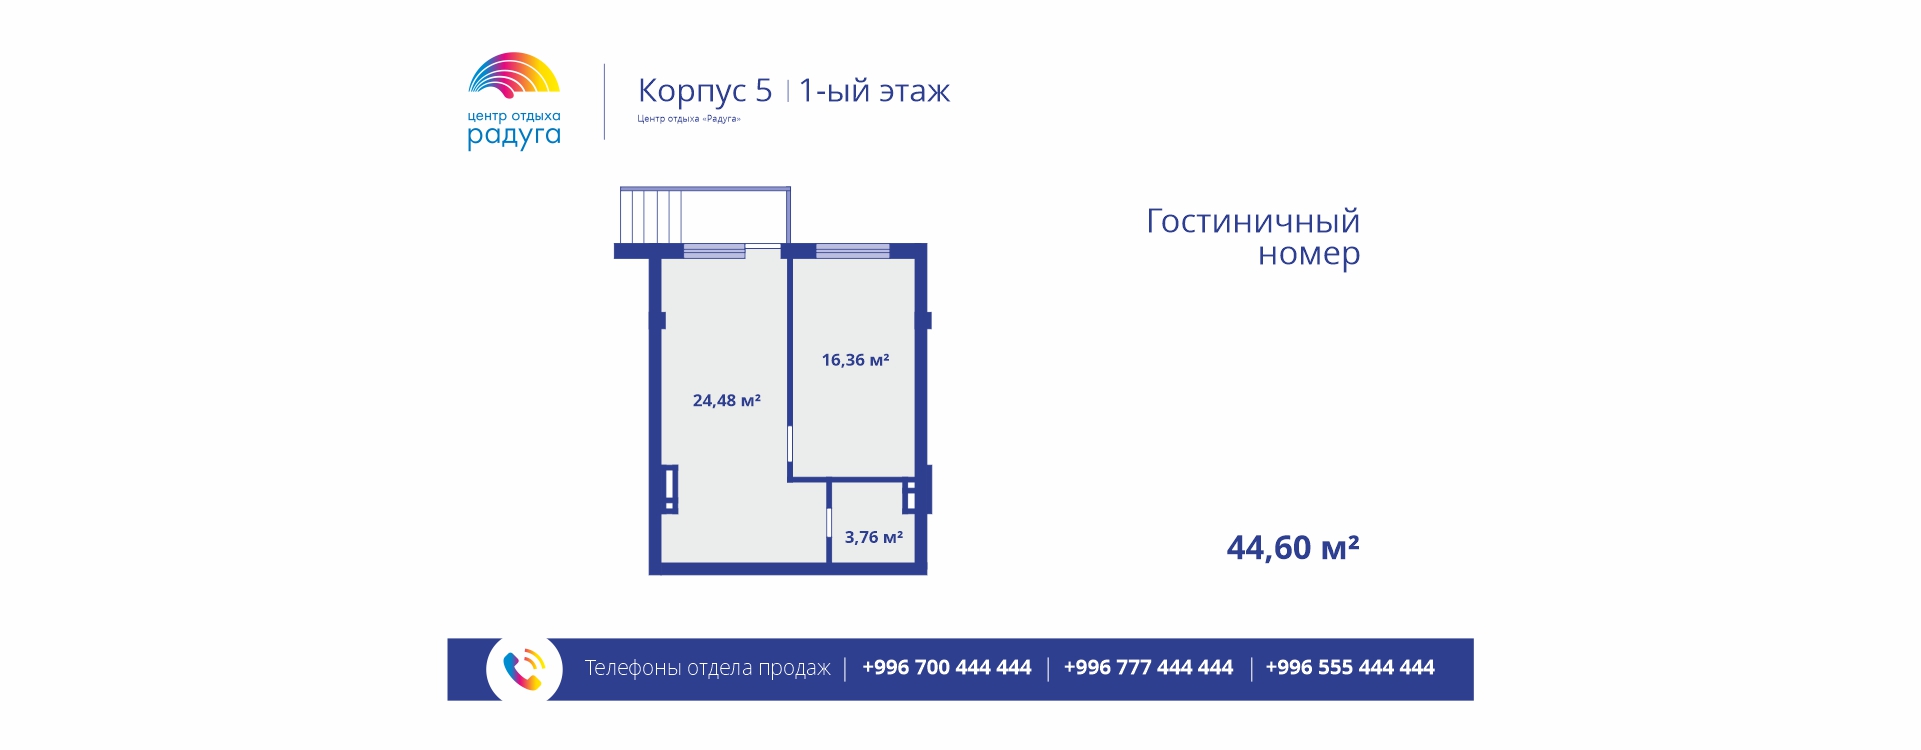 центр отдыха
радуга
Корпус 5 | 1-ый этаж
Центр отдыха «Радуга»
Гостиничный
номер
16,36 м²
24,48 м²
3,76 м²
44,60 м²
Телефоны отдела продаж | +996 700 444 444 | +996 777 444 444 | +996 555 444 444